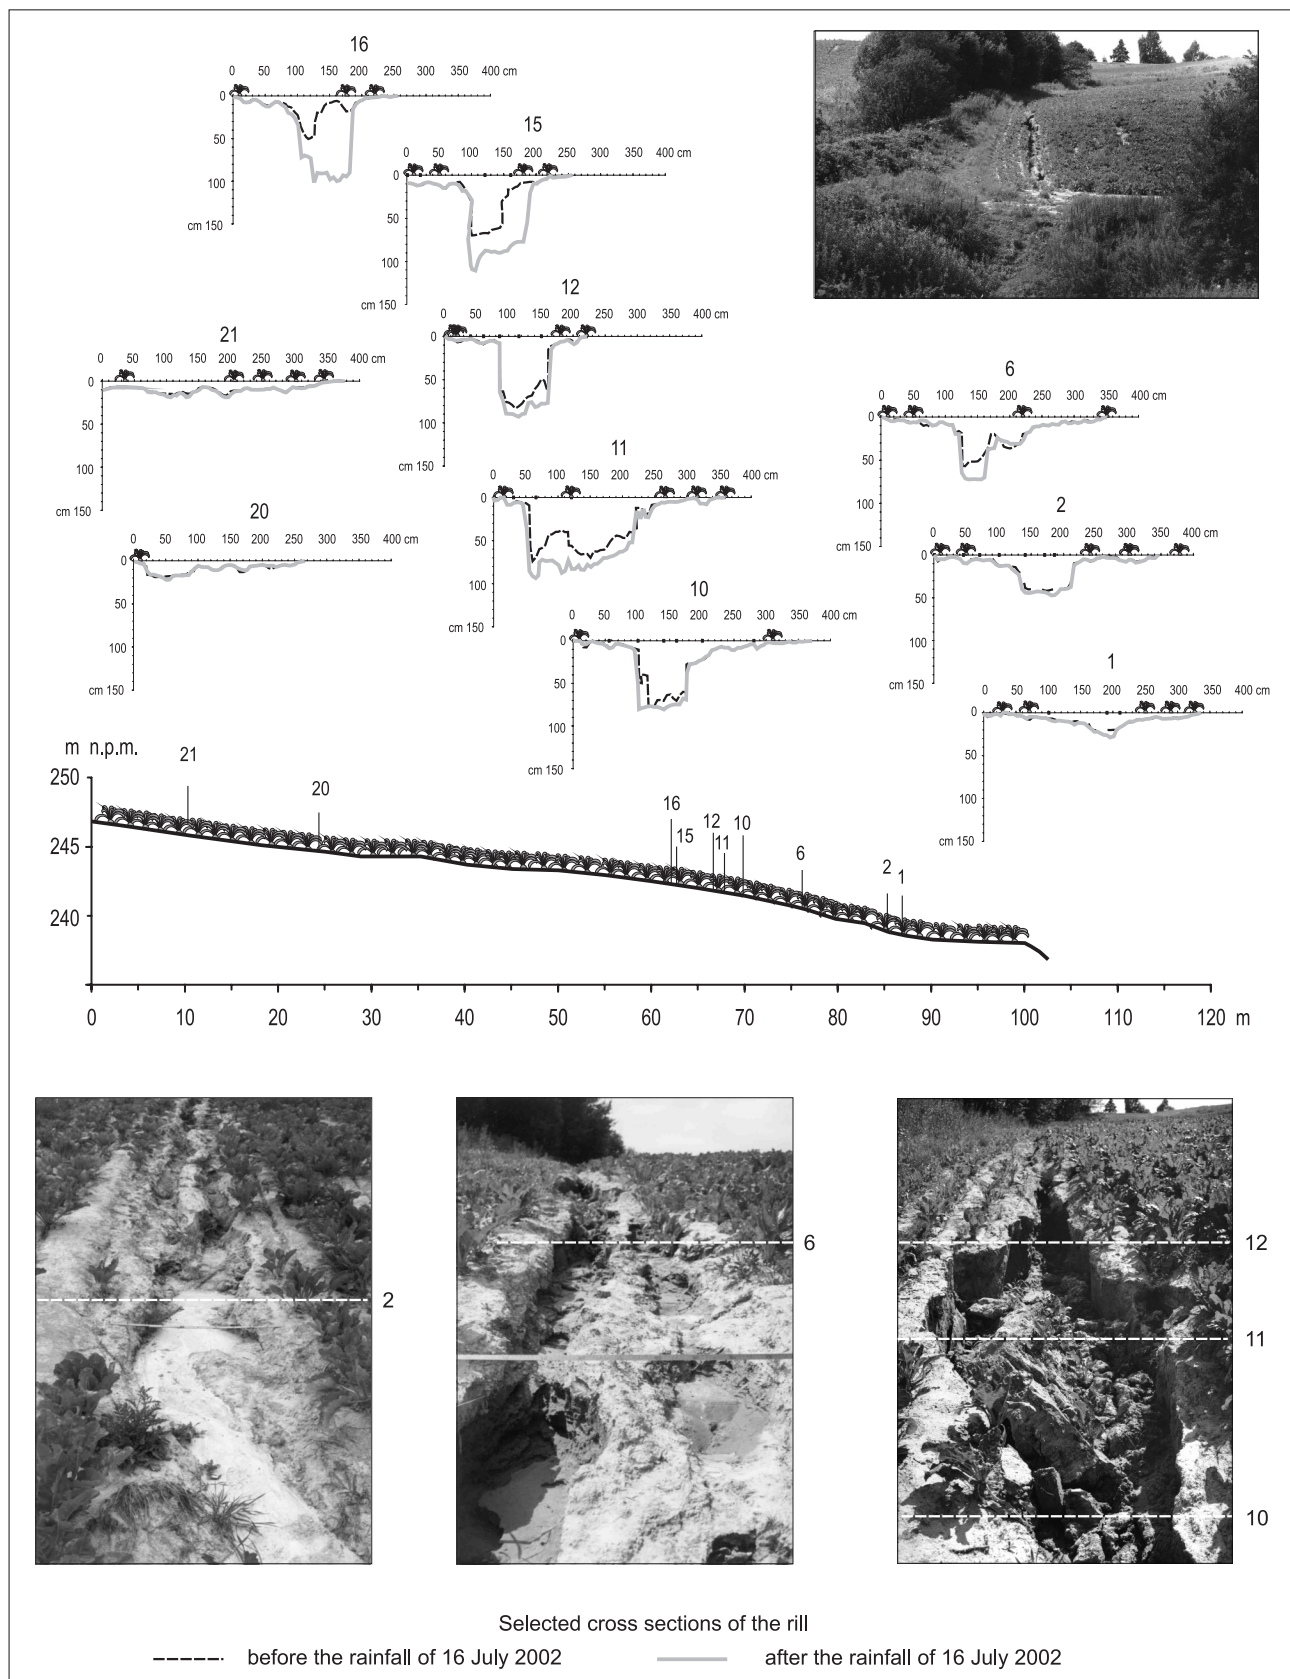 16
0 50 100 150 200 250 300 350 400 cm
0
50
100
cm 150
15
0 50 100 150 200 250 300 350 400 cm
0
50
100
cm 150
12
0 50 100 150 200 250 300 350 400 cm
0
50
100
cm 150
21
0 50 100 150 200 250 300 350 400 cm
0
50
100
cm 150
6
0 50 100 150 200 250 300 350 400 cm
0
50
100
cm 150
11
0 50 100 150 200 250 300 350 400 cm
0
50
100
cm 150
20
0 50 100 150 200 250 300 350 400 cm
0
50
100
cm 150
2
0 50 100 150 200 250 300 350 400 cm
0
50
100
cm 150
10
0 50 100 150 200 250 300 350 400 cm
0
50
100
cm 150
1
0 50 100 150 200 250 300 350 400 cm
0
50
100
cm 150
m n.p.m.
250
245
240
21
20
16
15
12
11
10
6
2
1
0 10 20 30 40 50 60 70 80 90 100 110 120 m
2
6
12
11
10
Selected cross sections of the rill
before the rainfall of 16 July 2002
after the rainfall of 16 July 2002